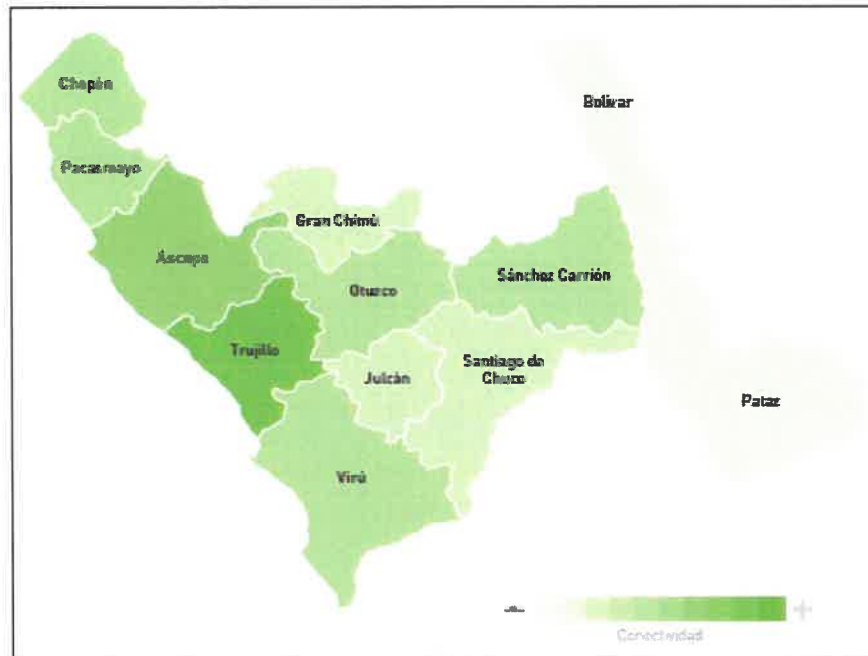 Chepén
Bolívar
Pacasmayo
Gran Chimú
Ascope
Sánchez Carrión
Otuzco
Trujillo
Santiago de
Chuco
Julcán
Pataz
Virú
- +
Conectividad